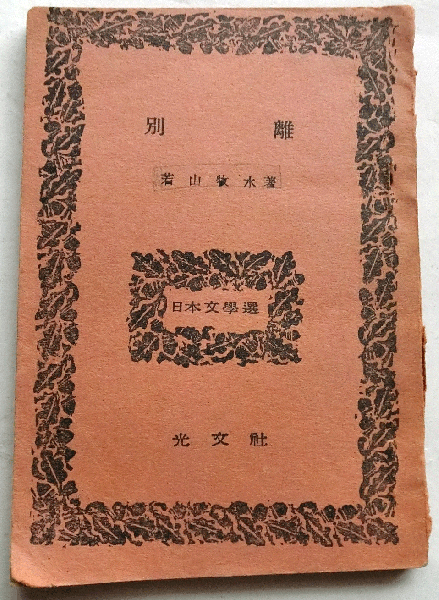 別離
若山牧水著
日本文學選
光文社